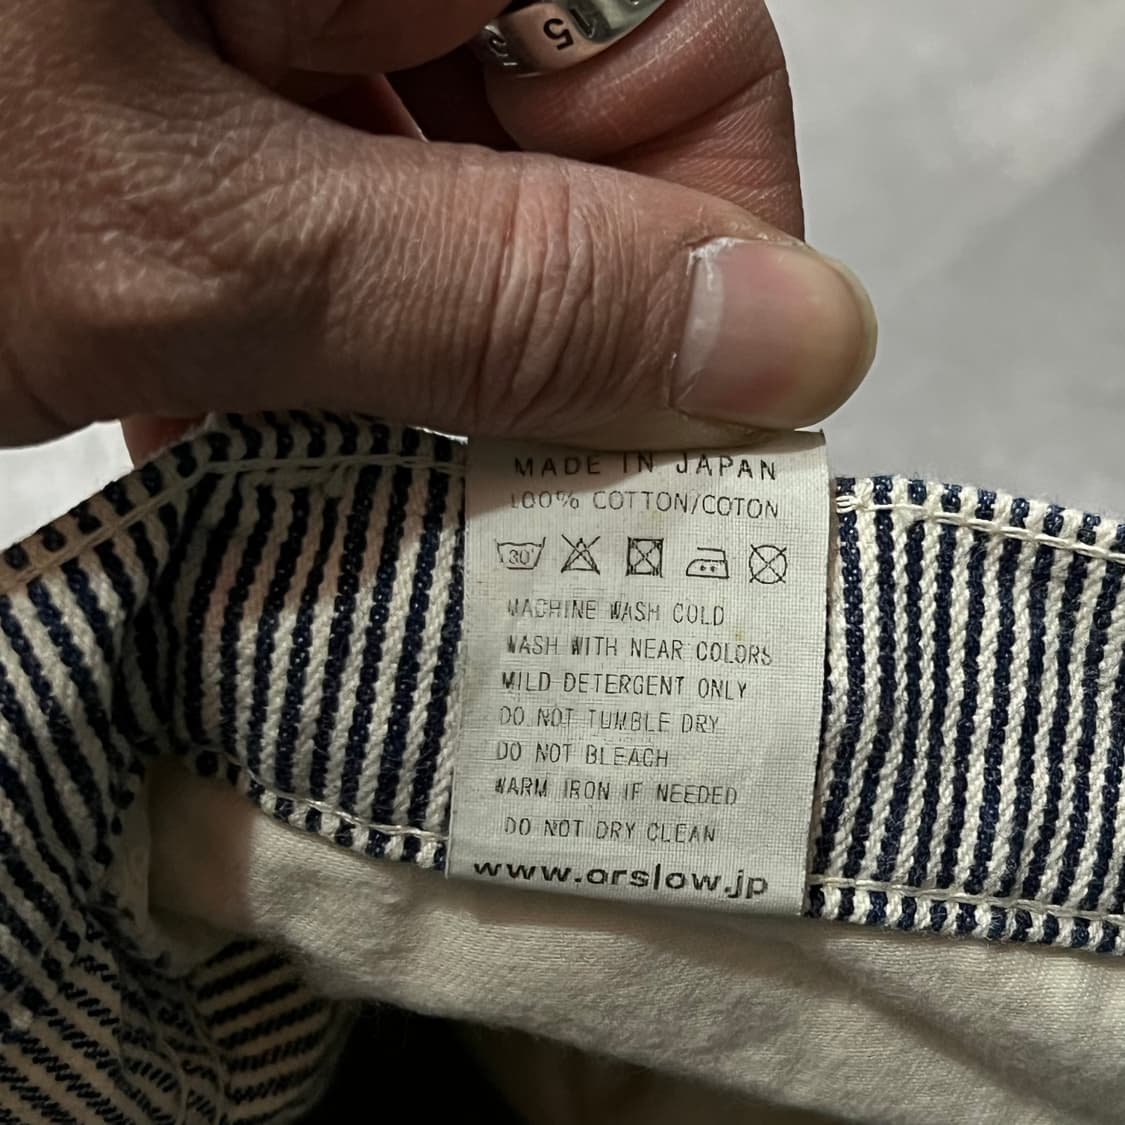 5
MADE IN JAPAN
100% COTTON/COTON
30
MACHINE WASH COLD
WASH WITH NEAR COLORS
MILD DETERGENT ONLY
DO NOT TUMBLE DRY
DO NOT BLEACH
WARM IRON IF NEEDED
DO NOT DRY CLEAN
www.orslow.jp